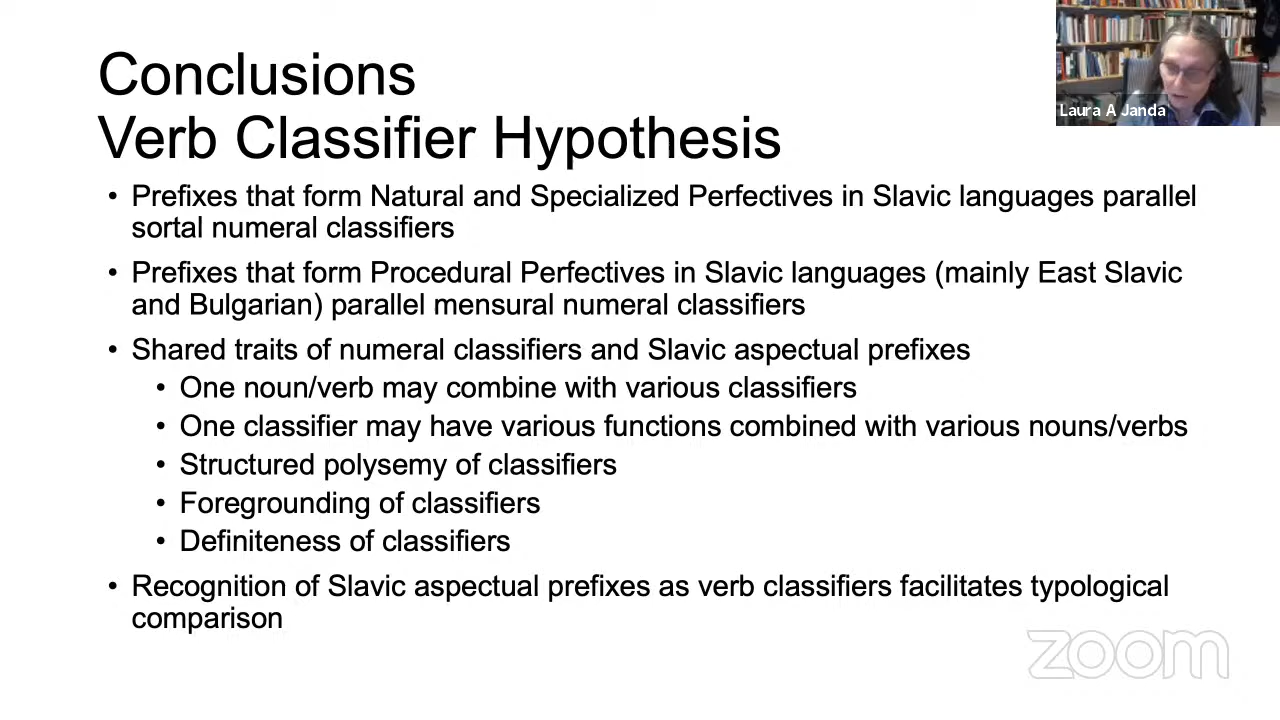 Conclusions
Verb Classifier Hypothesis
Laura A Janda
• Prefixes that form Natural and Specialized Perfectives in Slavic languages parallel
sortal numeral classifiers
• Prefixes that form Procedural Perfectives in Slavic languages (mainly East Slavic
and Bulgarian) parallel mensural numeral classifiers
• Shared traits of numeral classifiers and Slavic aspectual prefixes
• One noun/verb may combine with various classifiers
• One classifier may have various functions combined with various nouns/verbs
• Structured polysemy of classifiers
• Foregrounding of classifiers
• Definiteness of classifiers
• Recognition of Slavic aspectual prefixes as verb classifiers facilitates typological
comparison
zoom